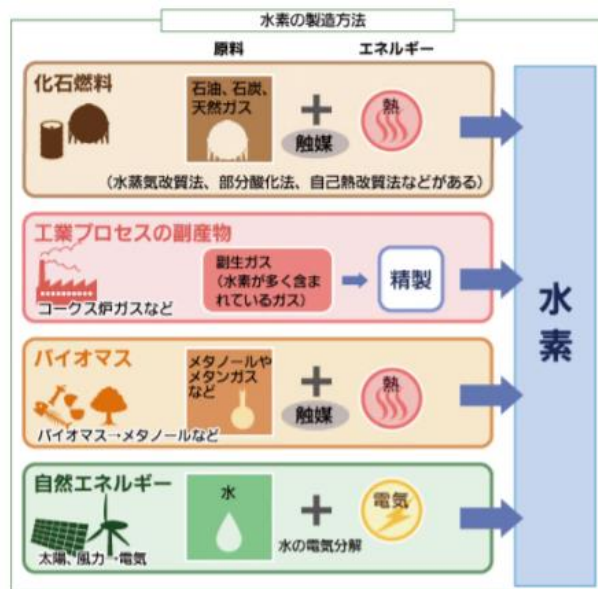 水素の製造方法
原料
エネルギー
化石燃料
石油、石炭、
天然ガス
+
触媒
熱
(水蒸気改質法、部分酸化法、自己熱改質法などがある)
工業プロセスの副産物
コークス炉ガスなど
副生ガス
(水素が多く含ま
れているガス)
精製
バイオマス
バイオマス→メタノールなど
メタノールや
メタンガス
など
+
触媒
熱
自然エネルギー
太陽、風力→電気
水
+
水の電気分解
電気
水素